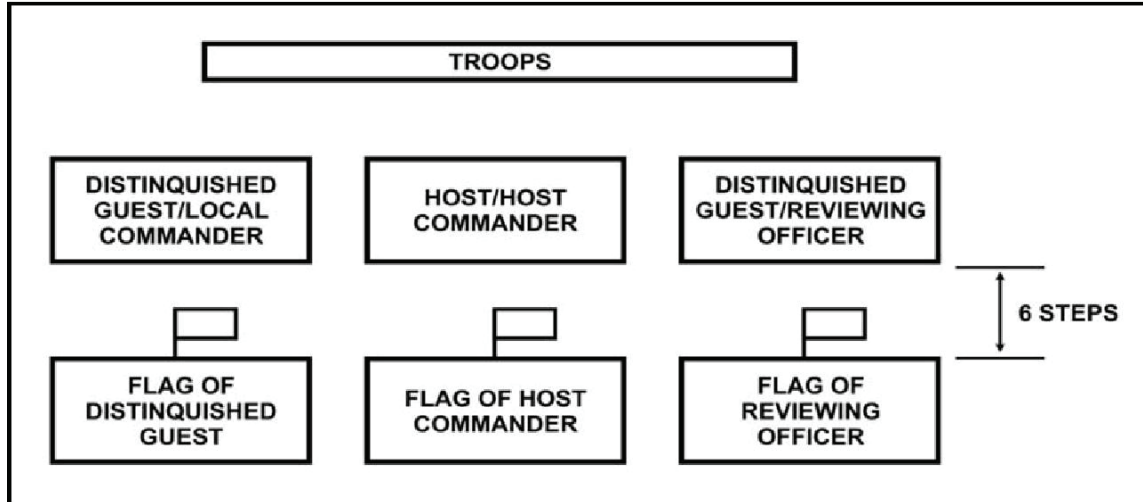 TROOPS
DISTINQUISHED
GUEST/LOCAL
COMMANDER
HOST/HOST
COMMANDER
DISTINQUISHED
GUEST/REVIEWING
OFFICER
6 STEPS
FLAG OF
DISTINQUISHED
GUEST
FLAG OF HOST
COMMANDER
FLAG OF
REVIEWING
OFFICER